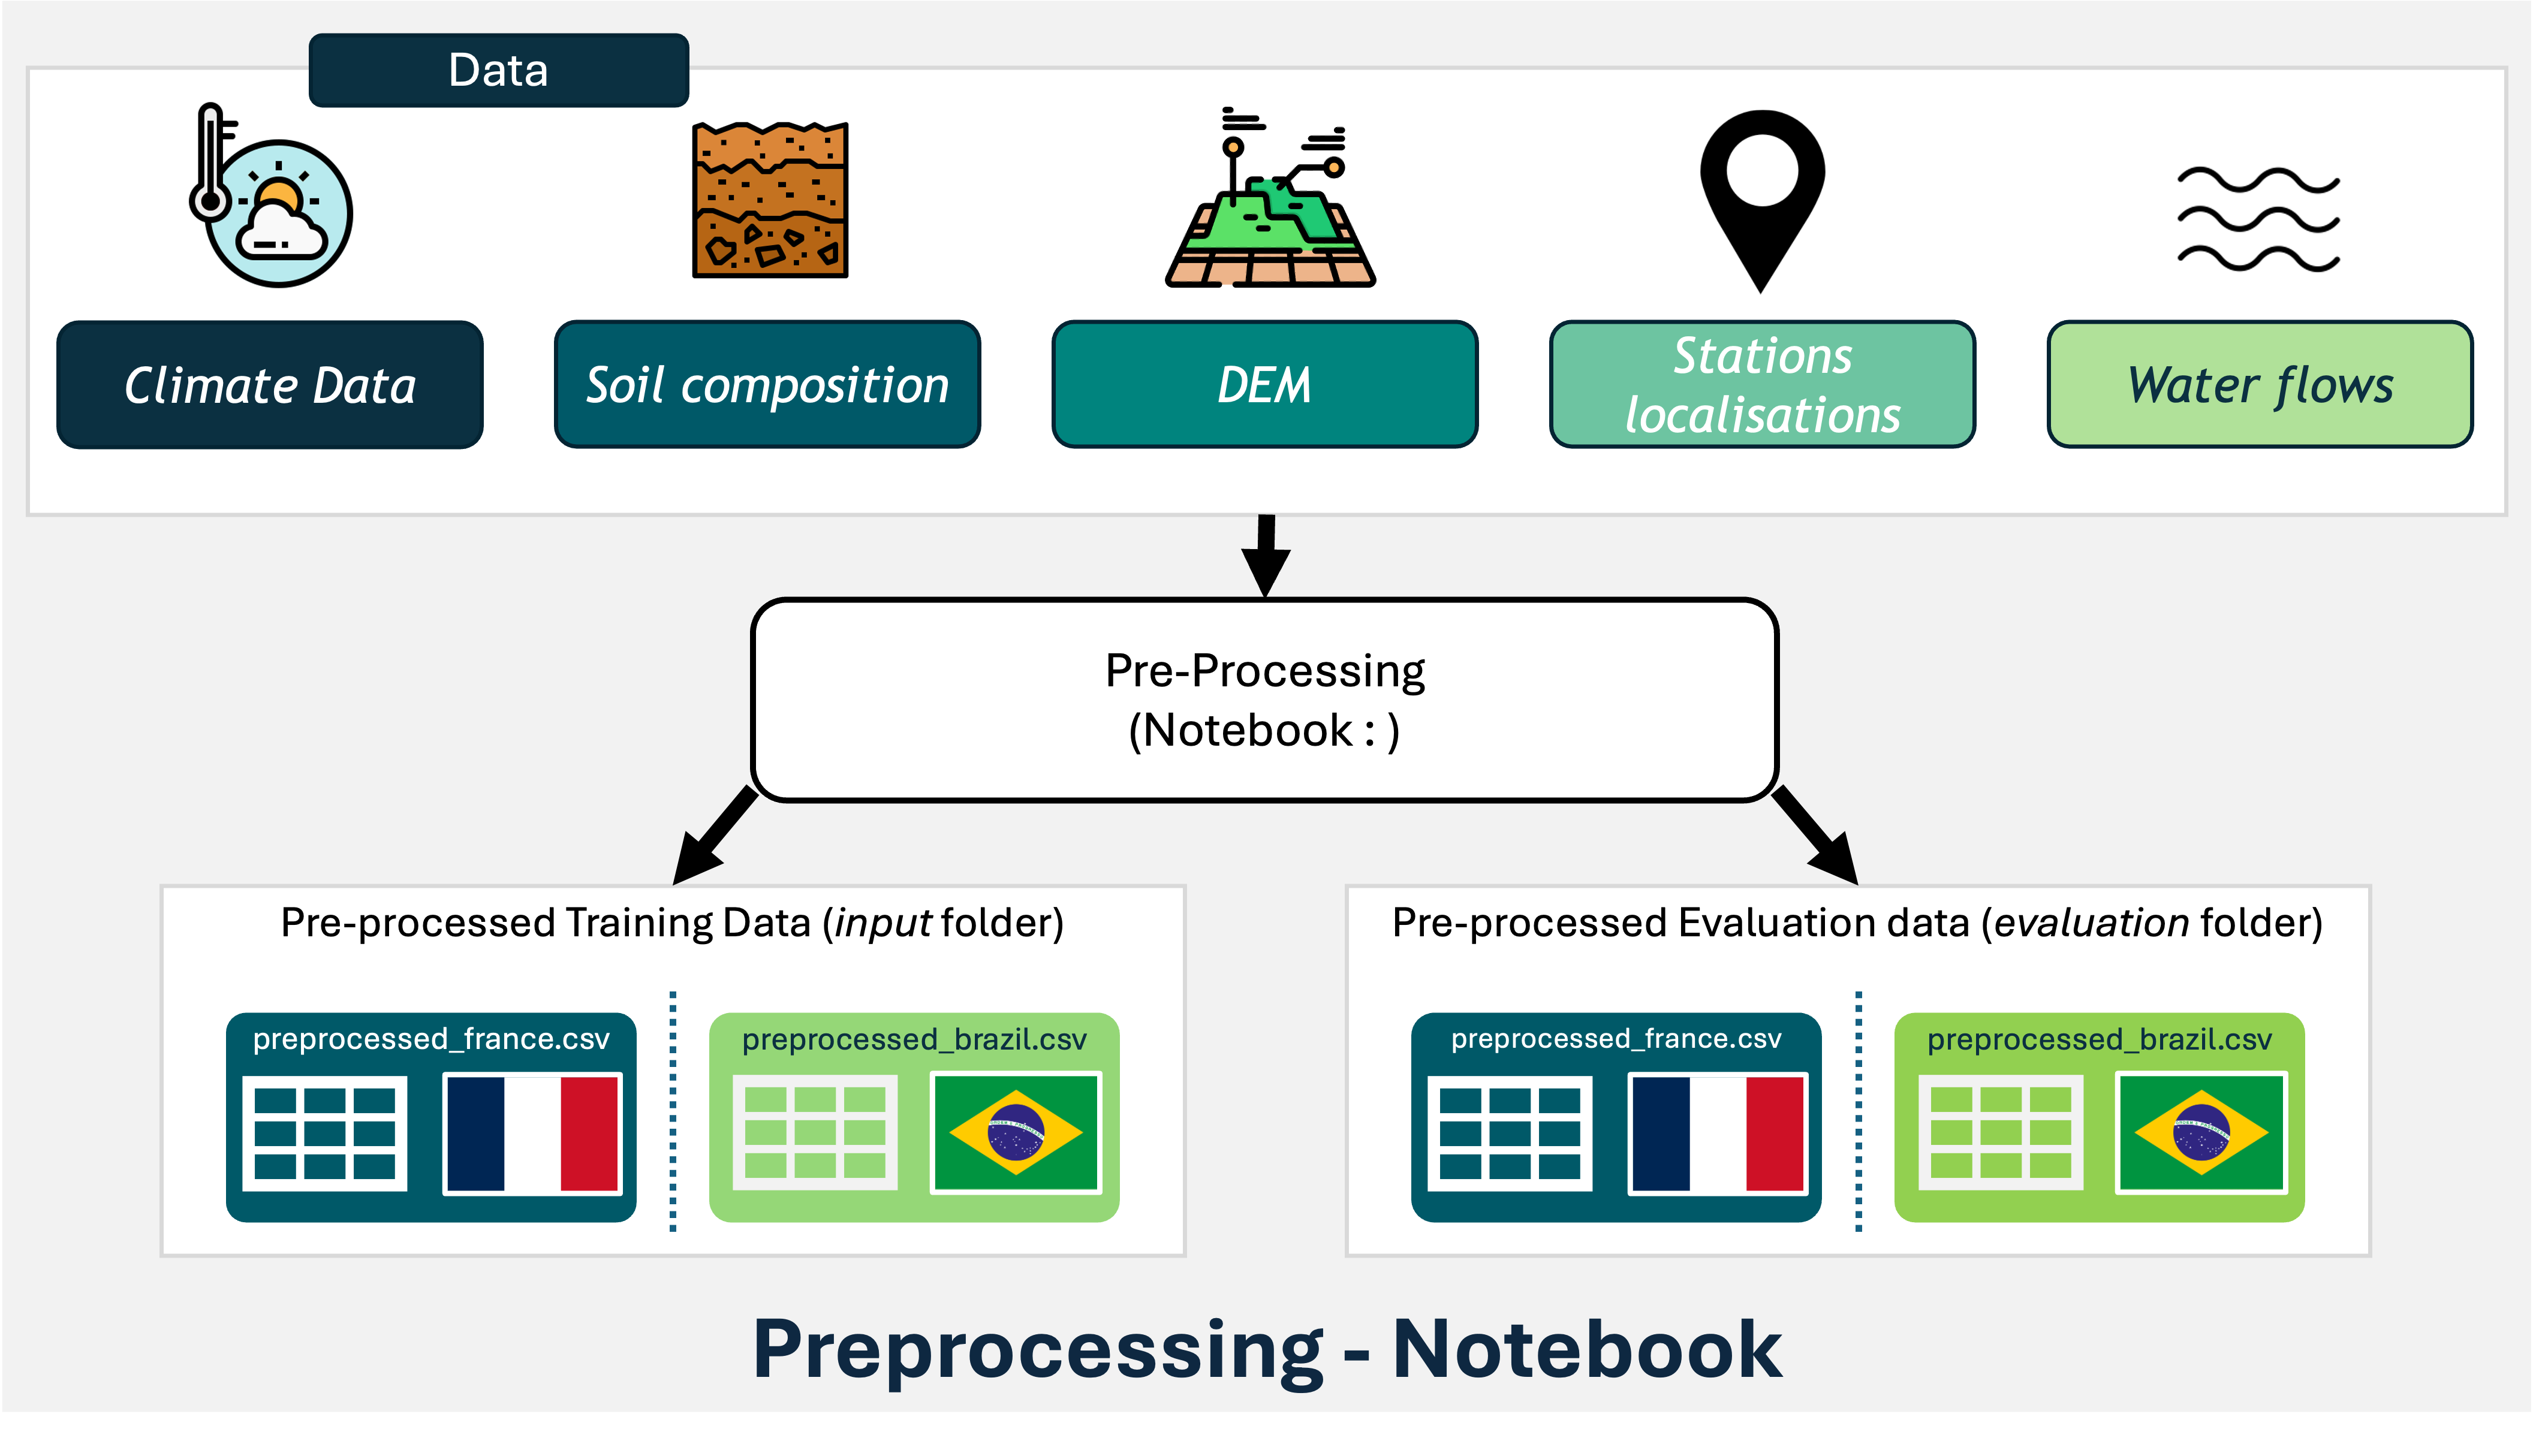 Data
Climate Data
Soil composition
DEM
Stations
localisations
Water flows
Pre-Processing
(Notebook : )
Pre-processed Training Data (input folder)
preprocessed_france.csv
preprocessed_brazil.csv
Pre-processed Evaluation data (evaluation folder)
preprocessed_france.csv
preprocessed_brazil.csv
Preprocessing - Notebook